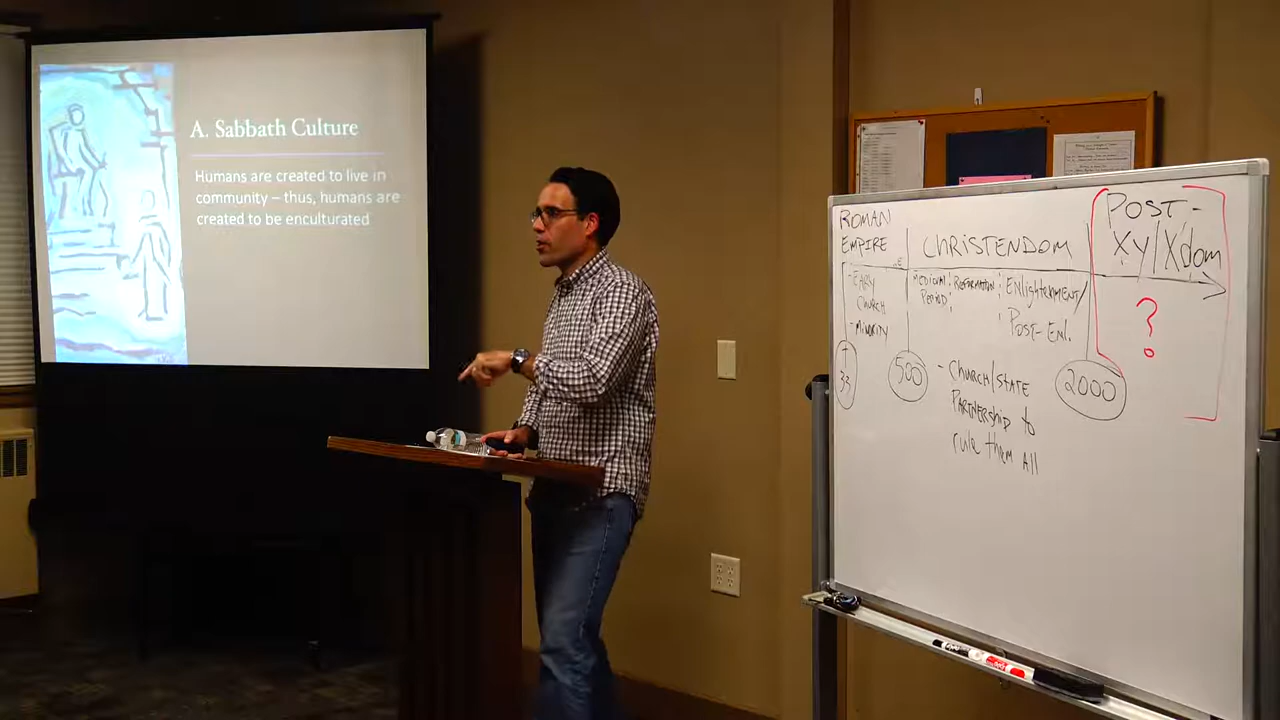 A. Sabbath Culture
Humans are created to live in
community – thus, humans are
created to be enculturated
ROMAN
EMPIRE
CHRISTENDOM
POST-
Xy/Xdom
- EARLY
CHURCH
- MINORITY
MEDIEVAL
PERIOD
REFORMATION
ENLIGHTENMENT/
POST-ENL.
?
33
500
2000
- CHURCH/STATE
PARTNERSHIP to
rule them All